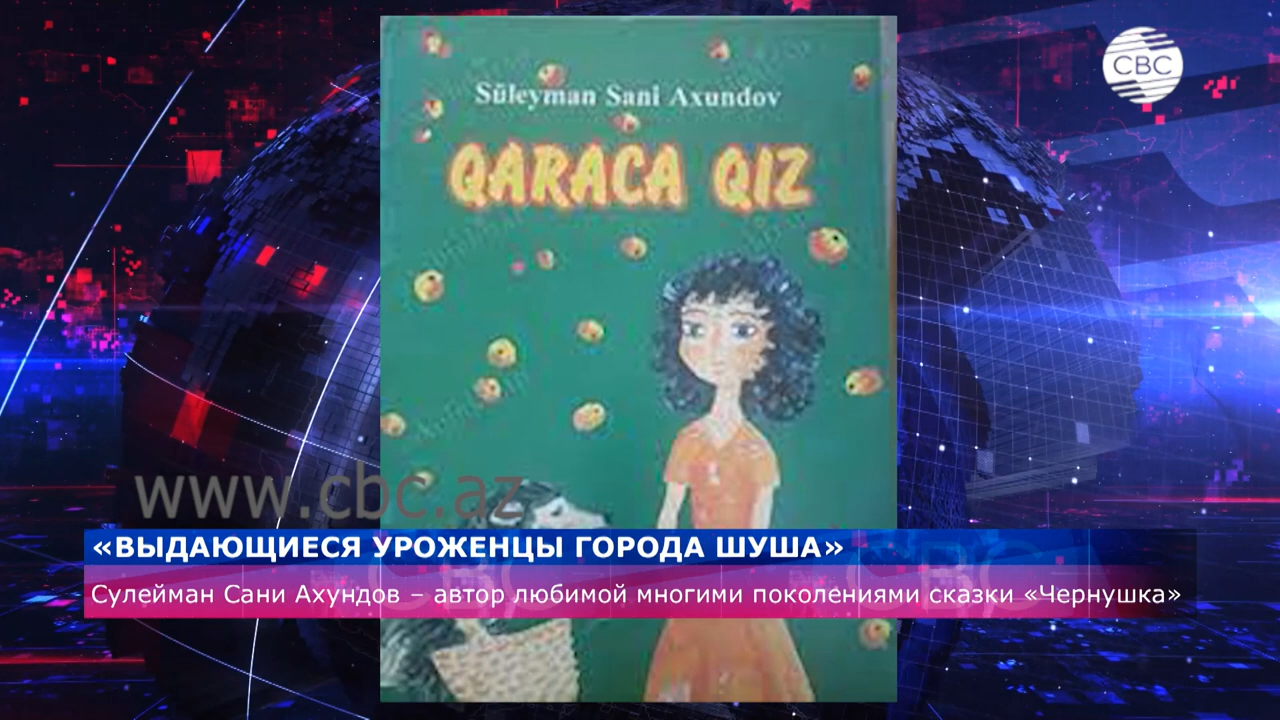 CBC
Süleyman Sani Axundov
QARACA QIZ
www.cbc.az
«ВЫДАЮЩИЕСЯ УРОЖЕНЦЫ ГОРОДА ШУША»
Сулейман Сани Ахундов – автор любимой многими поколениями сказки «Чернушка»